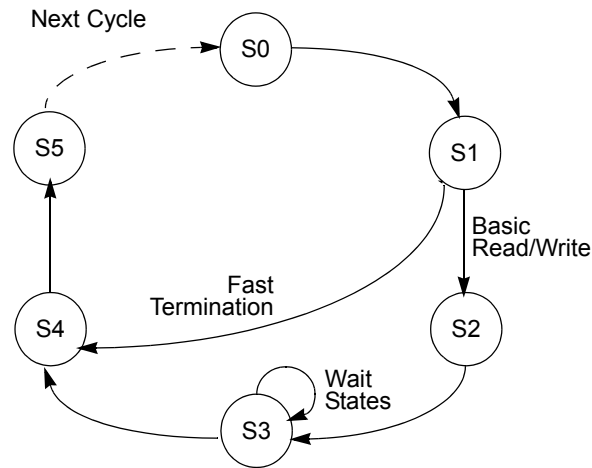 Next Cycle
S0
S5
S1
Basic
Read/Write
Fast
Termination
S4
S2
Wait
States
S3